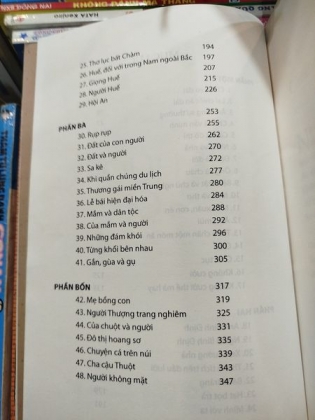 25. Thơ lục bát Chàm 194
26. Huế, đối với trong Nam ngoài Bắc 197
27. Giọng Huế 207
28. Người Huế 215
29. Hội An 226
PHẦN BA 253
30. Rụp rụp 255
31. Đất của con người 262
32. Đất và người 270
33. Sa kê 272
34. Khi quần chúng du lịch 277
35. Thương gái miền Trung 280
36. Lễ bái hiện đại hóa 284
37. Mắm và dân tộc 288
38. Của mắm và người 292
39. Những đám khói 296
40. Từng khối bên nhau 300
41. Gắn, gùa và gụ 305
PHẦN BỐN 317
42. Mẹ bồng con 319
43. Người Thượng trang nghiêm 325
44. Của chuột và người 331
45. Đô thị hoang sơ 335
46. Chuyện cá trên núi 339
47. Cha cậu Thuột 343
48. Người không mặt 347